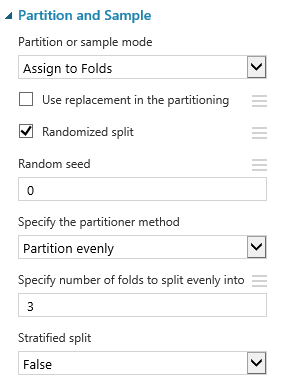 Partition and Sample
Partition or sample mode
Assign to Folds
Use replacement in the partitioning
Randomized split
Random seed
0
Specify the partitioner method
Partition evenly
Specify number of folds to split evenly into
3
Stratified split
False